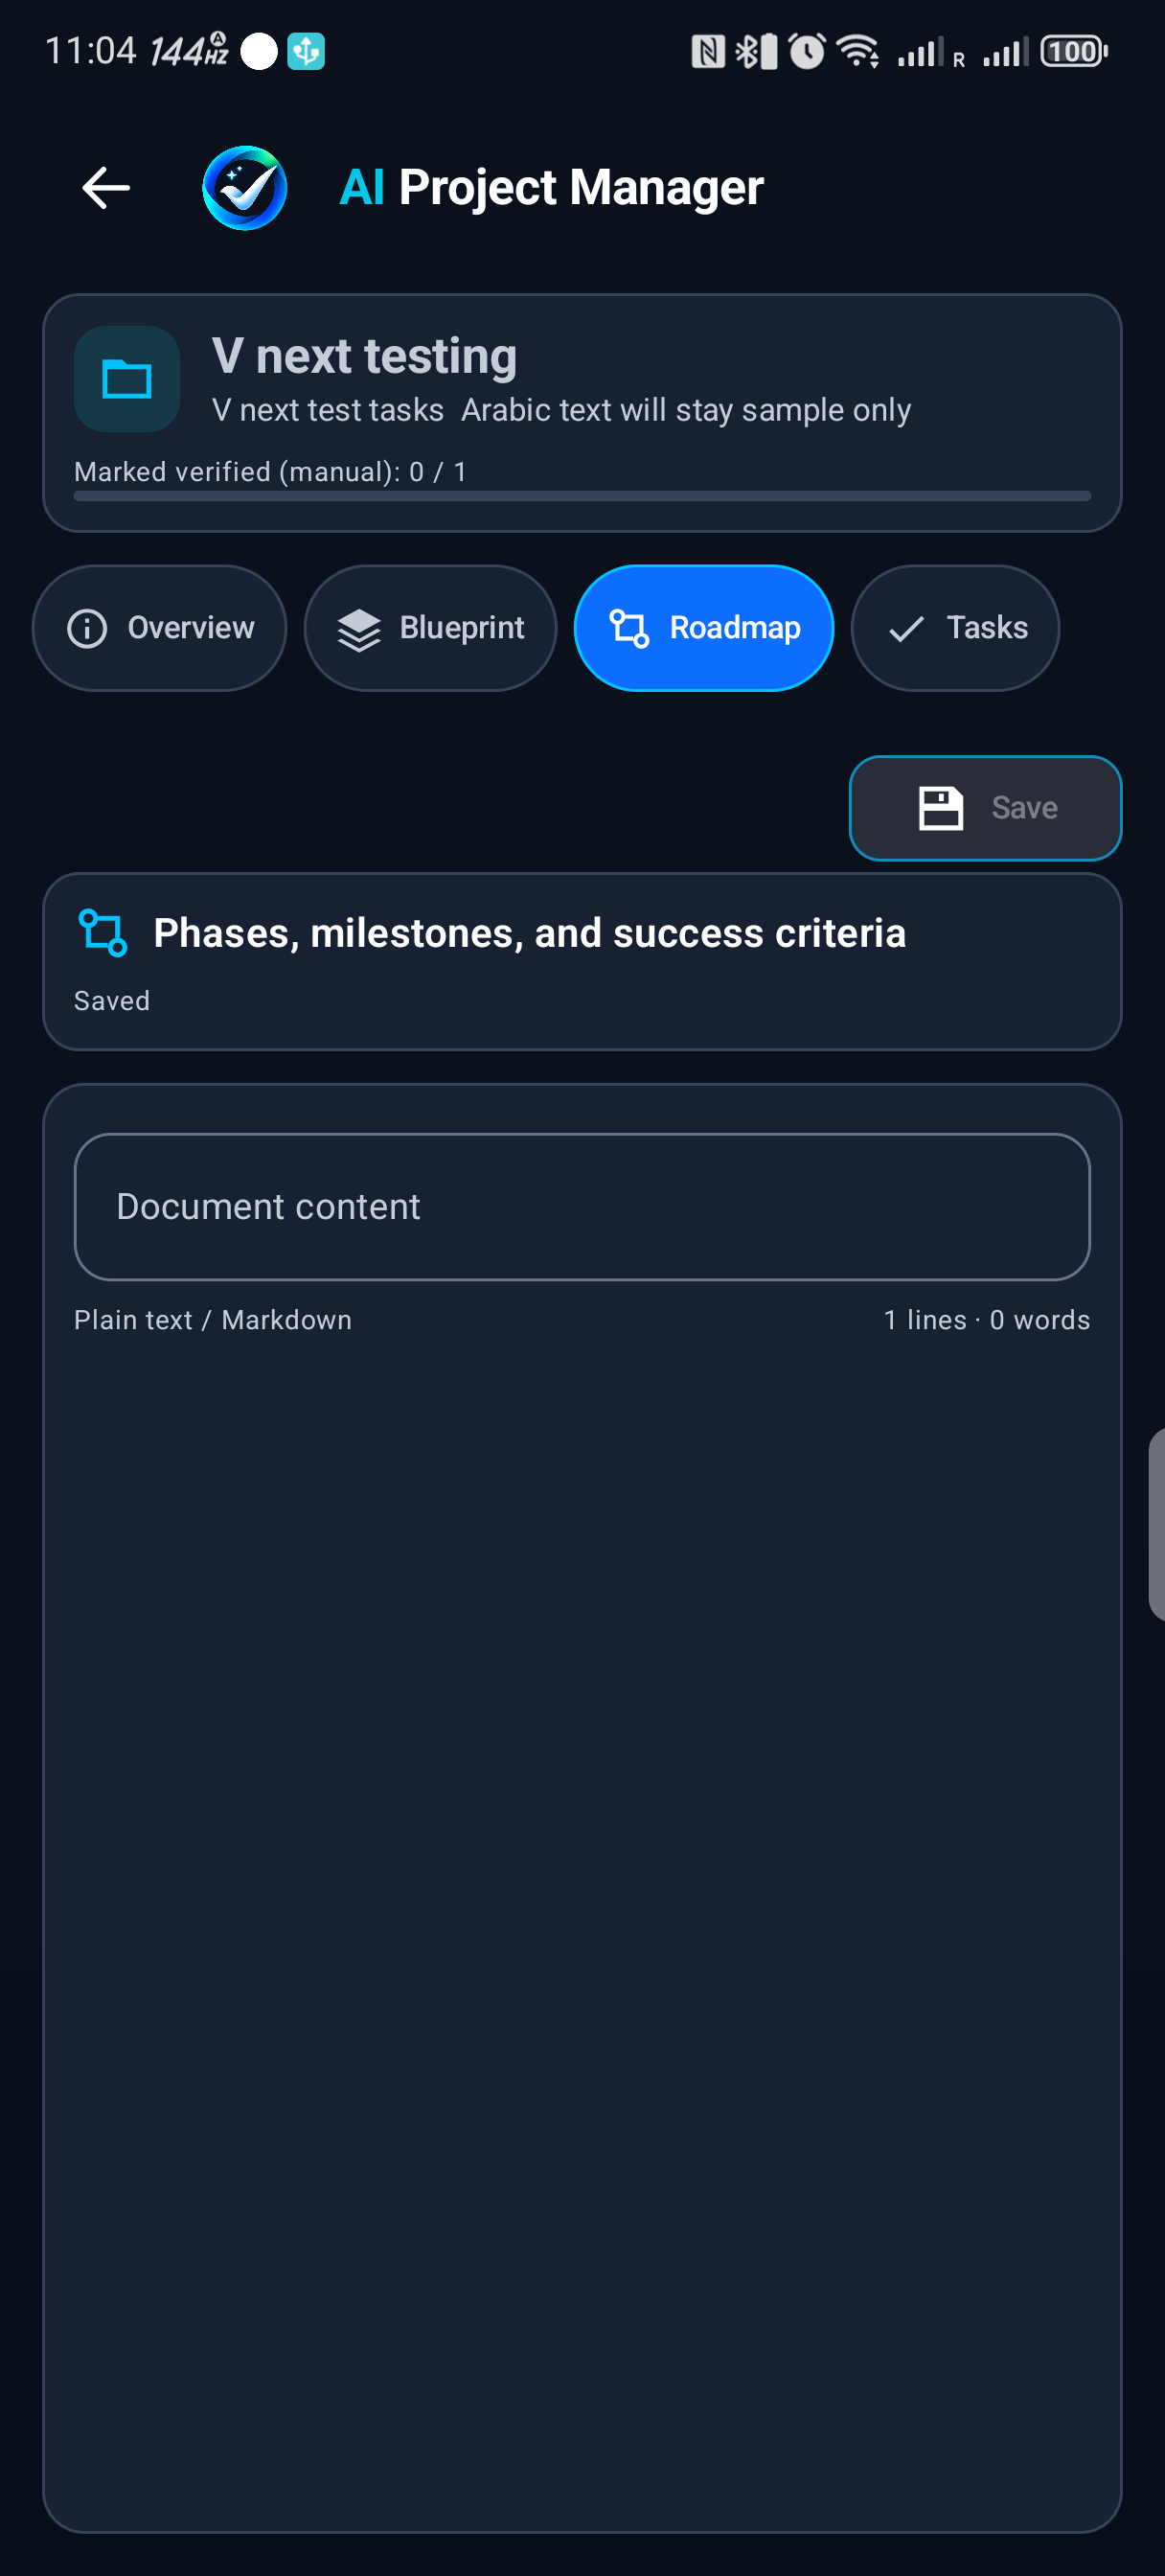 11:04 144HZ A
R 100
AI Project Manager
V next testing
V next test tasks  Arabic text will stay sample only
Marked verified (manual): 0 / 1
Overview
Blueprint
Roadmap
Tasks
Save
Phases, milestones, and success criteria
Saved
Document content
Plain text / Markdown
1 lines · 0 words